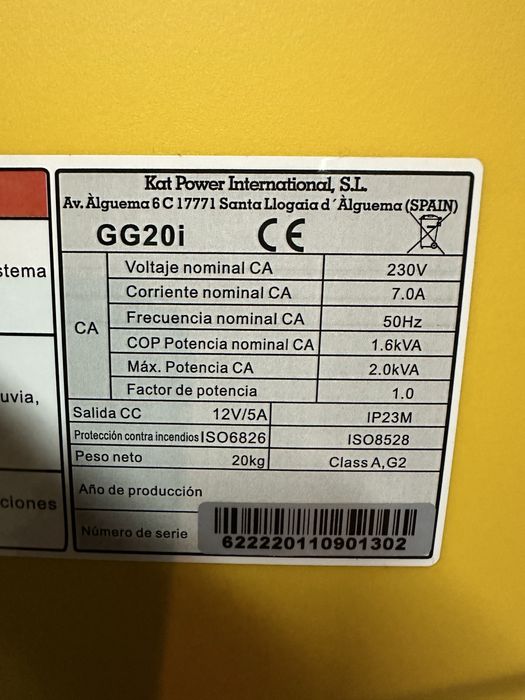 Kat Power International, S.L.
Av. Àlguema 6 C 17771 Santa Llogaia d´Àlguema (SPAIN)
GG20i CE
CA
Voltaje nominal CA 230V
Corriente nominal CA 7.0A
Frecuencia nominal CA 50Hz
COP Potencia nominal CA 1.6kVA
Máx. Potencia CA 2.0kVA
Factor de potencia 1.0
Salida CC 12V/5A IP23M
Protección contra incendios ISO6826 ISO8528
Peso neto 20kg Class A,G2
Año de producción
Número de serie 622220110901302
stema
uvia,
ciones